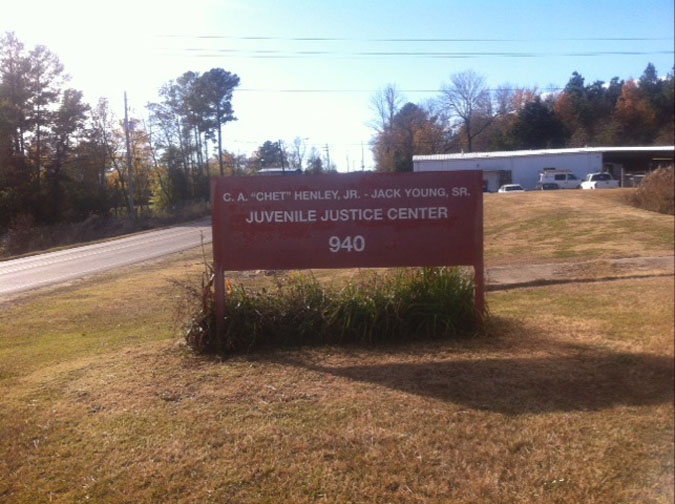 C. A. "CHET" HENLEY, JR. - JACK YOUNG, SR.
JUVENILE JUSTICE CENTER
940